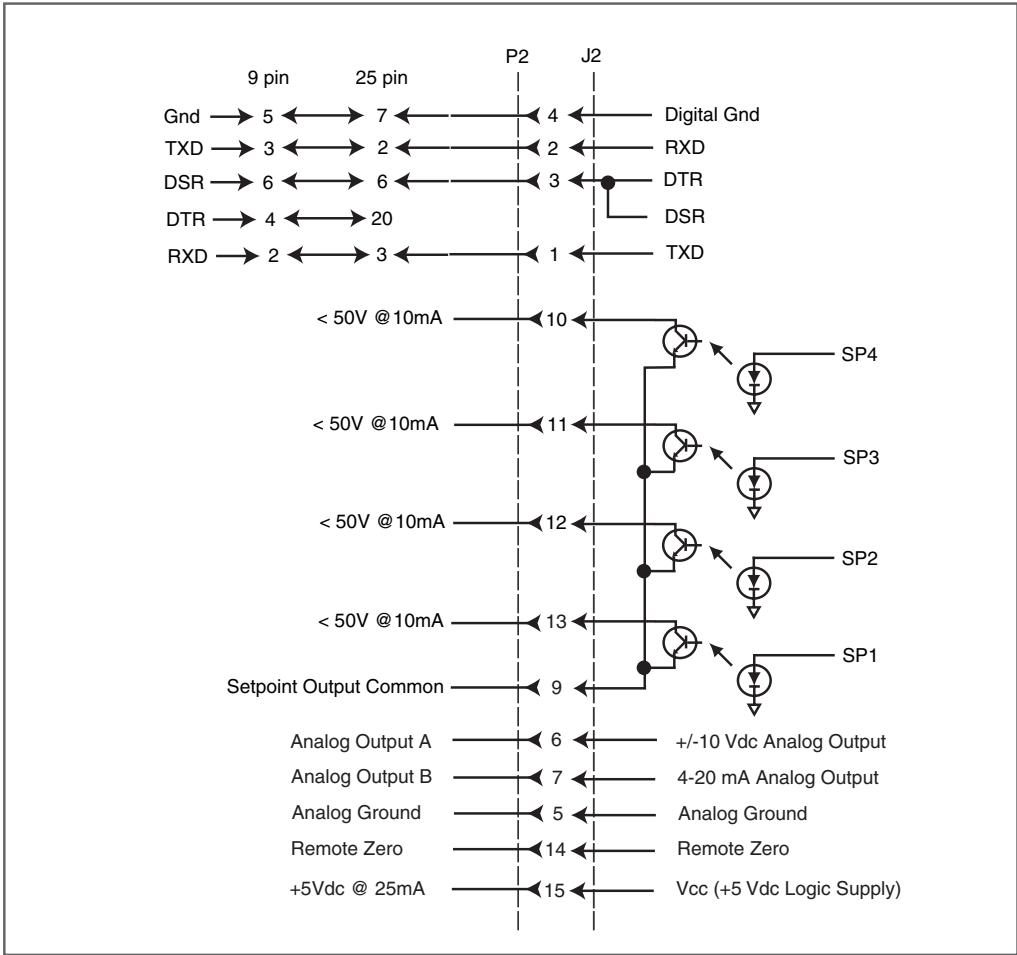 P2 J2
9 pin 25 pin
Gnd 5 7 4 Digital Gnd
TXD 3 2 2 RXD
DSR 6 6 3 DTR
DSR
DTR 4 20
RXD 2 3 1 TXD
< 50V @10mA 10
SP4
< 50V @10mA 11
SP3
< 50V @10mA 12
SP2
< 50V @10mA 13
SP1
Setpoint Output Common 9
Analog Output A 6 +/-10 Vdc Analog Output
Analog Output B 7 4-20 mA Analog Output
Analog Ground 5 Analog Ground
Remote Zero 14 Remote Zero
+5Vdc @ 25mA 15 Vcc (+5 Vdc Logic Supply)